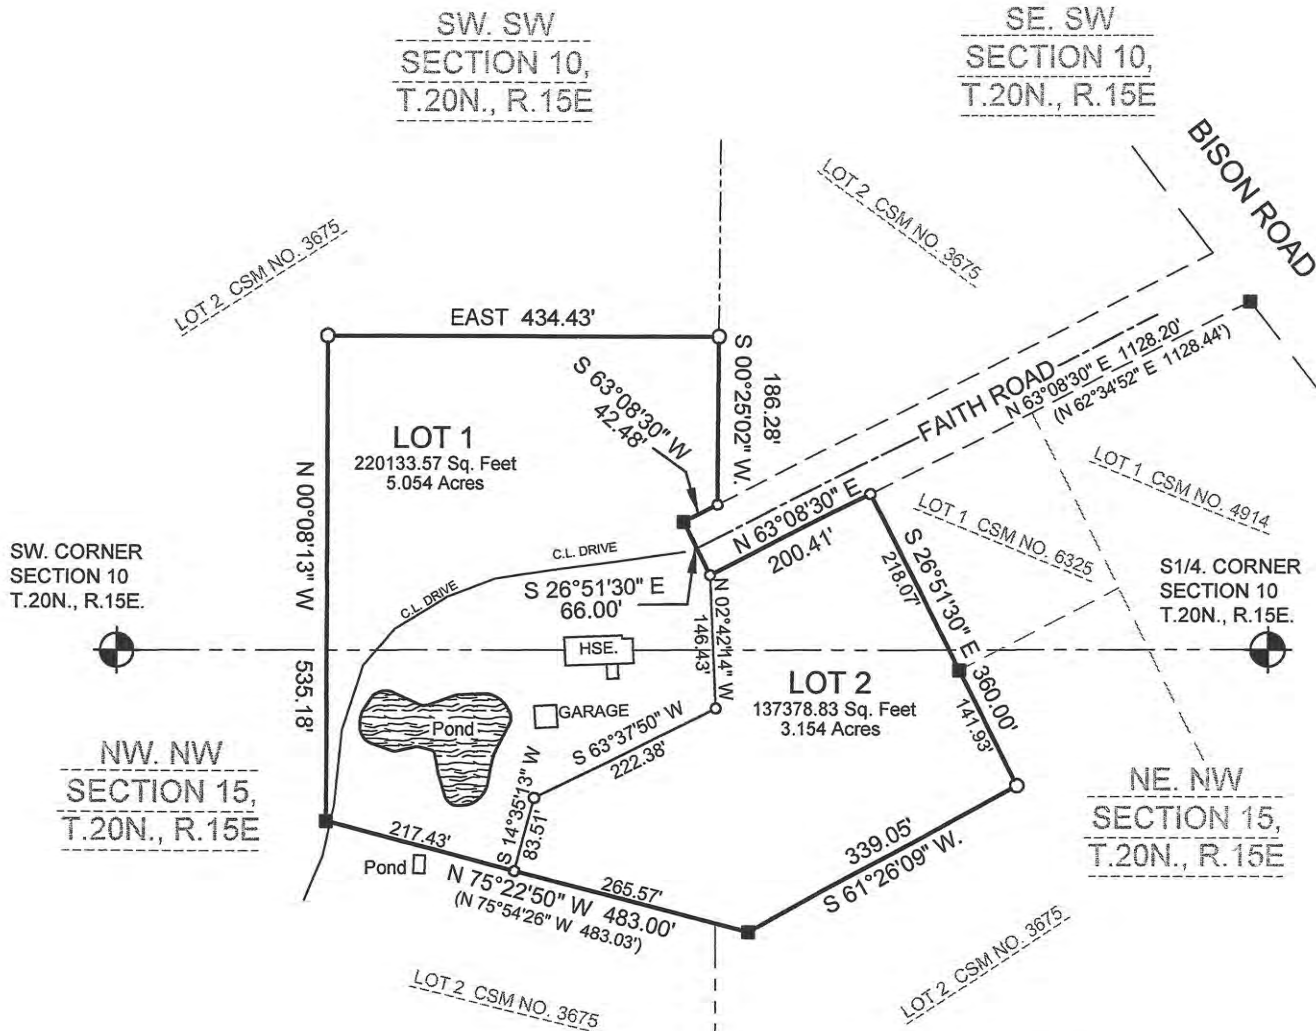 SW. SW
SECTION 10,
T.20N., R.15E
SE. SW
SECTION 10,
T.20N., R.15E
BISON ROAD
LOT 2 CSM NO. 3675
LOT 2 CSM NO. 3675
EAST 434.43'
S 63°08'30" W
42.48'
186.28'
S 00°25'02" W.
FAITH ROAD
N 63°08'30" E 1128.20'
(N 62°34'52" E 1128.44')
LOT 1
220133.57 Sq. Feet
5.054 Acres
N 00°08'13" W 535.18'
N 63°08'30" E
200.41'
LOT 1 CSM NO. 4914
LOT 1 CSM NO. 6325
SW. CORNER
SECTION 10
T.20N., R.15E.
C.L. DRIVE
C.L. DRIVE
S 26°51'30" E
66.00'
S 26°51'30" E 360.00'
218.07'
141.93'
S1/4. CORNER
SECTION 10
T.20N., R.15E.
HSE.
N 02°42'14" W
146.43'
LOT 2
137378.83 Sq. Feet
3.154 Acres
GARAGE
Pond
S 63°37'50" W
222.38'
NW. NW
SECTION 15,
T.20N., R.15E
NE. NW
SECTION 15,
T.20N., R.15E
S 14°35'13" W
83.51'
217.43'
Pond
265.57'
N 75°22'50" W 483.00'
(N 75°54'26" W 483.03')
339.05'
S 61°26'09" W.
LOT 2 CSM NO. 3675
LOT 2 CSM NO. 3675